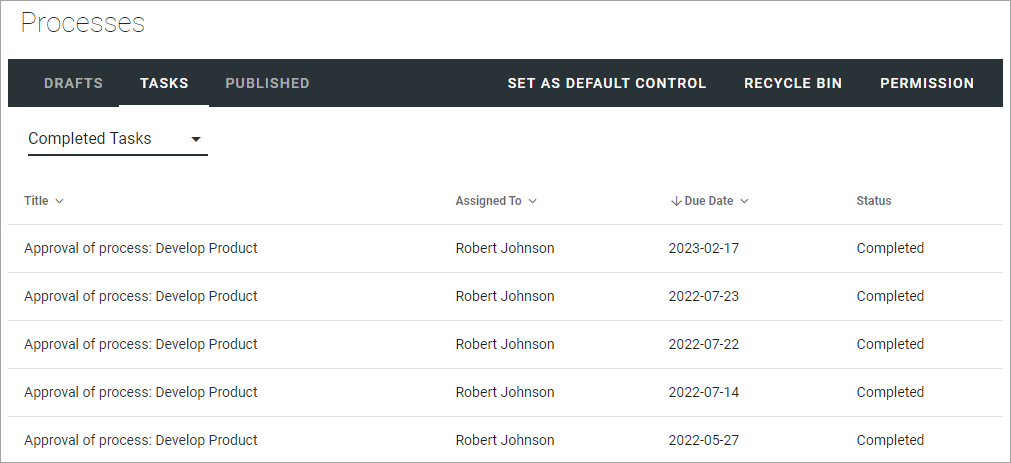 Processes
DRAFTS TASKS PUBLISHED SET AS DEFAULT CONTROL RECYCLE BIN PERMISSION
Completed Tasks
Title Assigned To Due Date Status
Approval of process: Develop Product Robert Johnson 2023-02-17 Completed
Approval of process: Develop Product Robert Johnson 2022-07-23 Completed
Approval of process: Develop Product Robert Johnson 2022-07-22 Completed
Approval of process: Develop Product Robert Johnson 2022-07-14 Completed
Approval of process: Develop Product Robert Johnson 2022-05-27 Completed